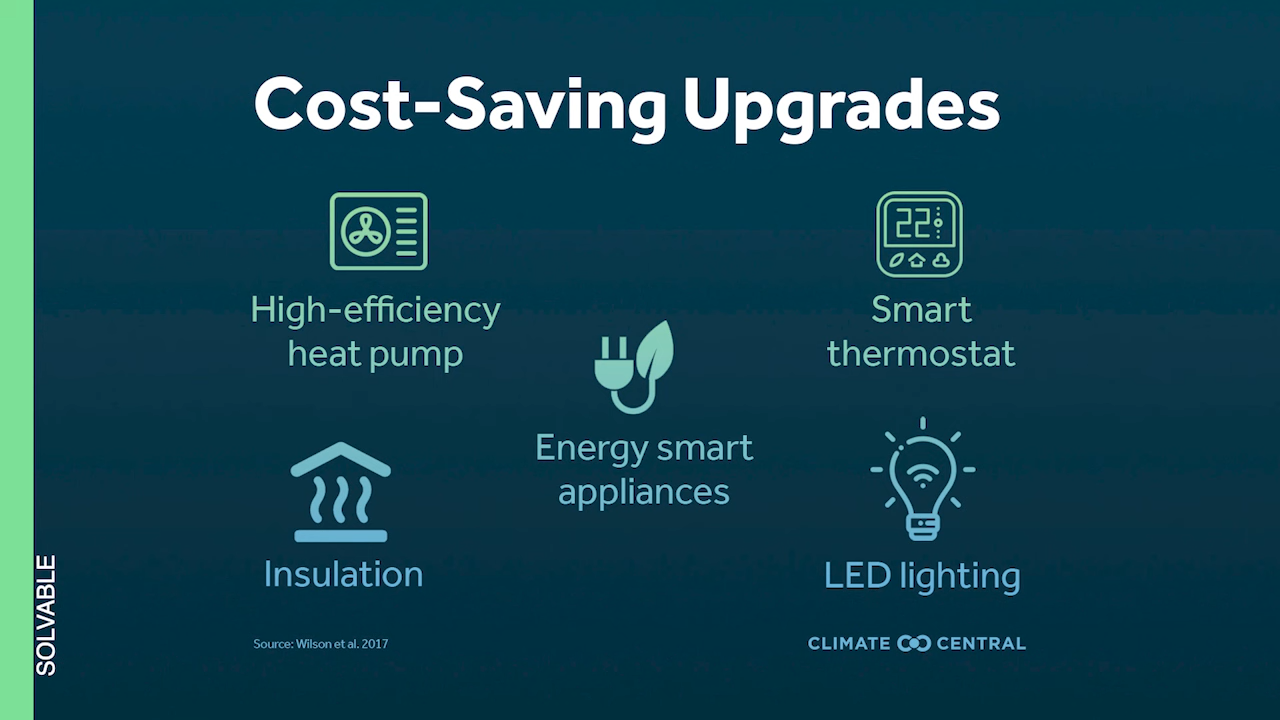 Cost-Saving Upgrades
22
High-efficiency
heat pump
Smart
thermostat
Energy smart
appliances
Insulation
LED lighting
SOLVABLE
Source: Wilson et al. 2017
CLIMATE CENTRAL